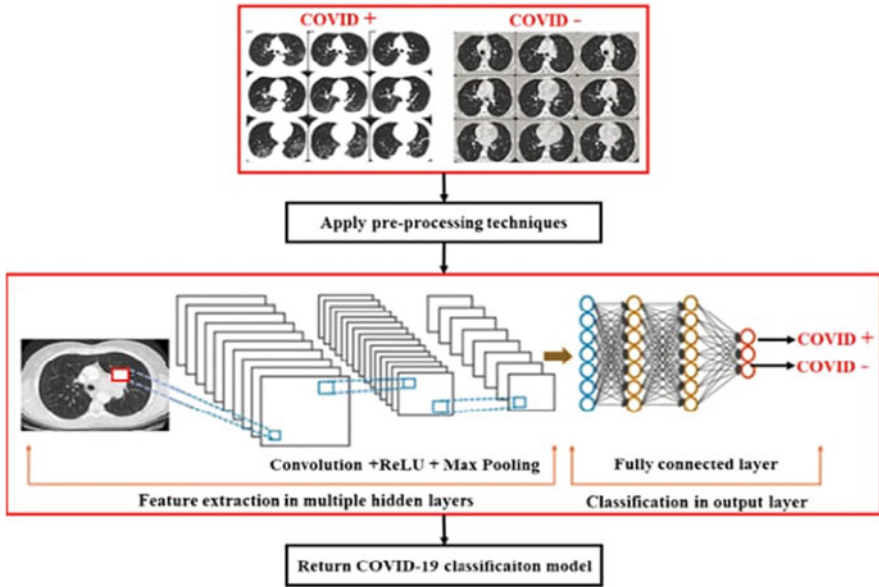 COVID +
COVID -
Apply pre-processing techniques
COVID +
COVID -
Convolution +ReLU + Max Pooling
Fully connected layer
Feature extraction in multiple hidden layers
Classification in output layer
Return COVID-19 classificaiton model